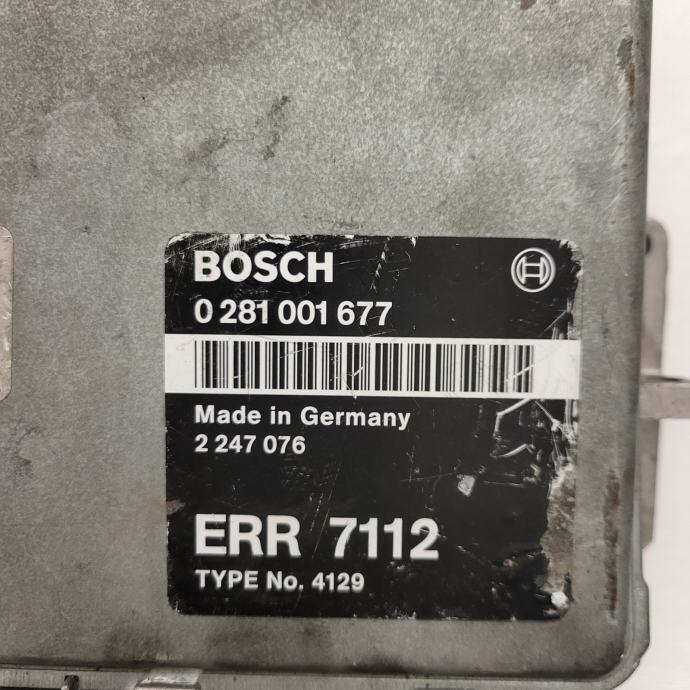 BOSCH
0 281 001 677
Made in Germany
2 247 076
ERR 7112
TYPE No. 4129